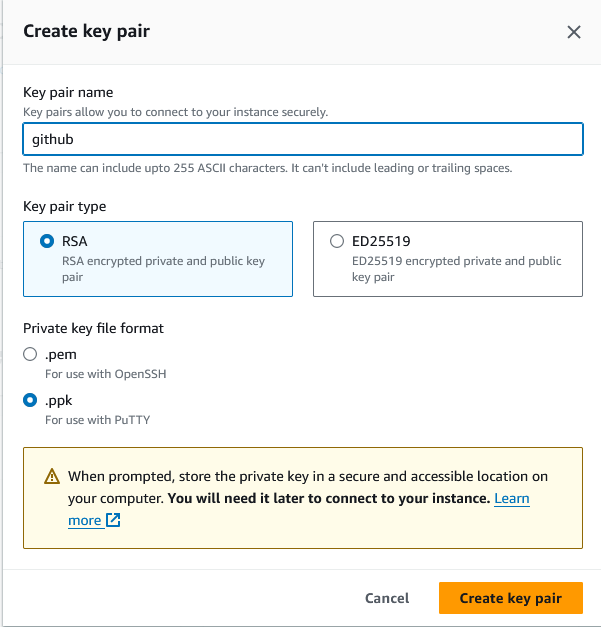 Create key pair
Key pair name
Key pairs allow you to connect to your instance securely.
github
The name can include upto 255 ASCII characters. It can't include leading or trailing spaces.
Key pair type
RSA
RSA encrypted private and public key
pair
ED25519
ED25519 encrypted private and public
key pair
Private key file format
.pem
For use with OpenSSH
.ppk
For use with PuTTY
When prompted, store the private key in a secure and accessible location on
your computer. You will need it later to connect to your instance. Learn
more
Cancel
Create key pair